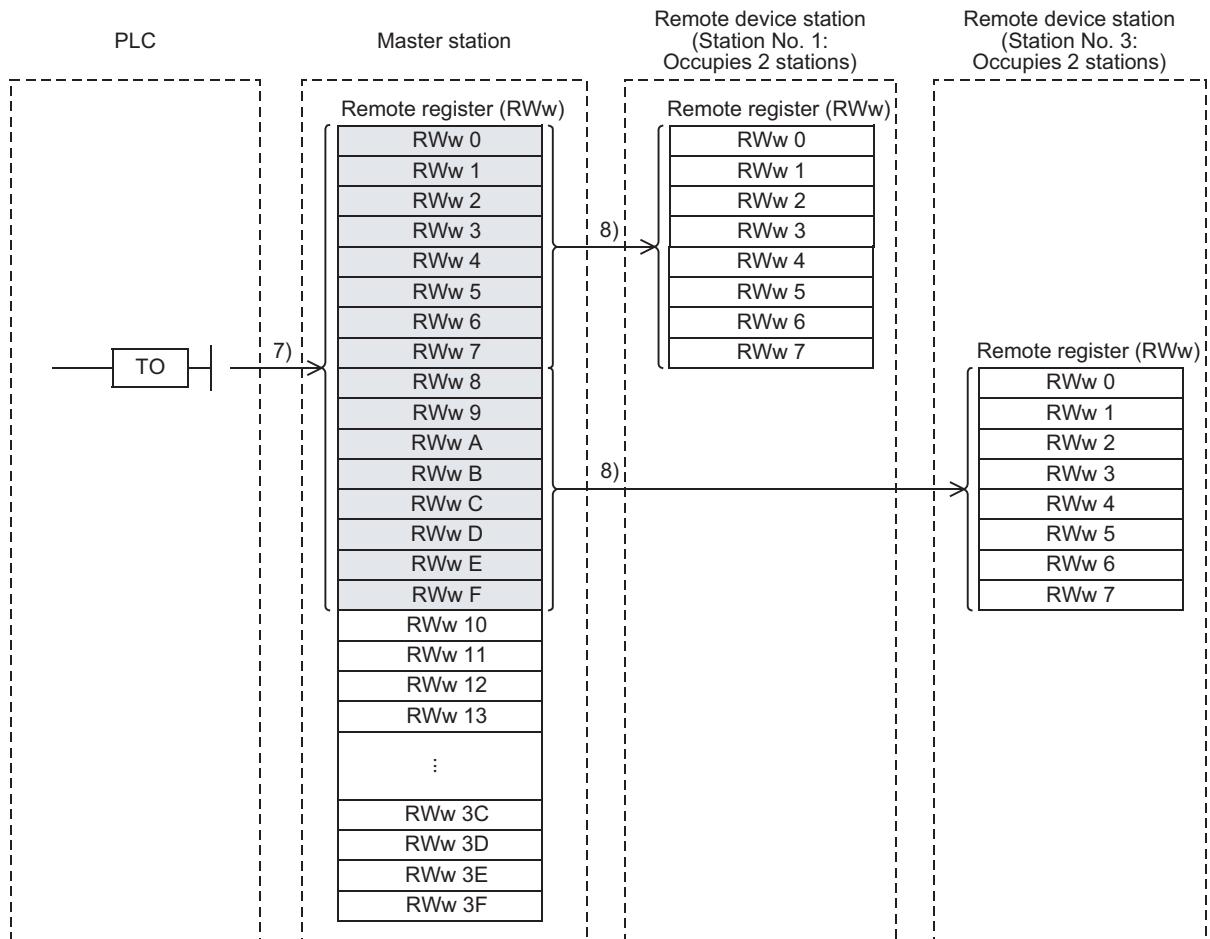 PLC
Master station
Remote device station
(Station No. 1:
Occupies 2 stations)
Remote device station
(Station No. 3:
Occupies 2 stations)
Remote register (RWw)
RWw 0
RWw 1
RWw 2
RWw 3
RWw 4
RWw 5
RWw 6
RWw 7
RWw 8
RWw 9
RWw A
RWw B
RWw C
RWw D
RWw E
RWw F
RWw 10
RWw 11
RWw 12
RWw 13
...
RWw 3C
RWw 3D
RWw 3E
RWw 3F
TO
7)
8)
8)
Remote register (RWw)
RWw 0
RWw 1
RWw 2
RWw 3
RWw 4
RWw 5
RWw 6
RWw 7
Remote register (RWw)
RWw 0
RWw 1
RWw 2
RWw 3
RWw 4
RWw 5
RWw 6
RWw 7